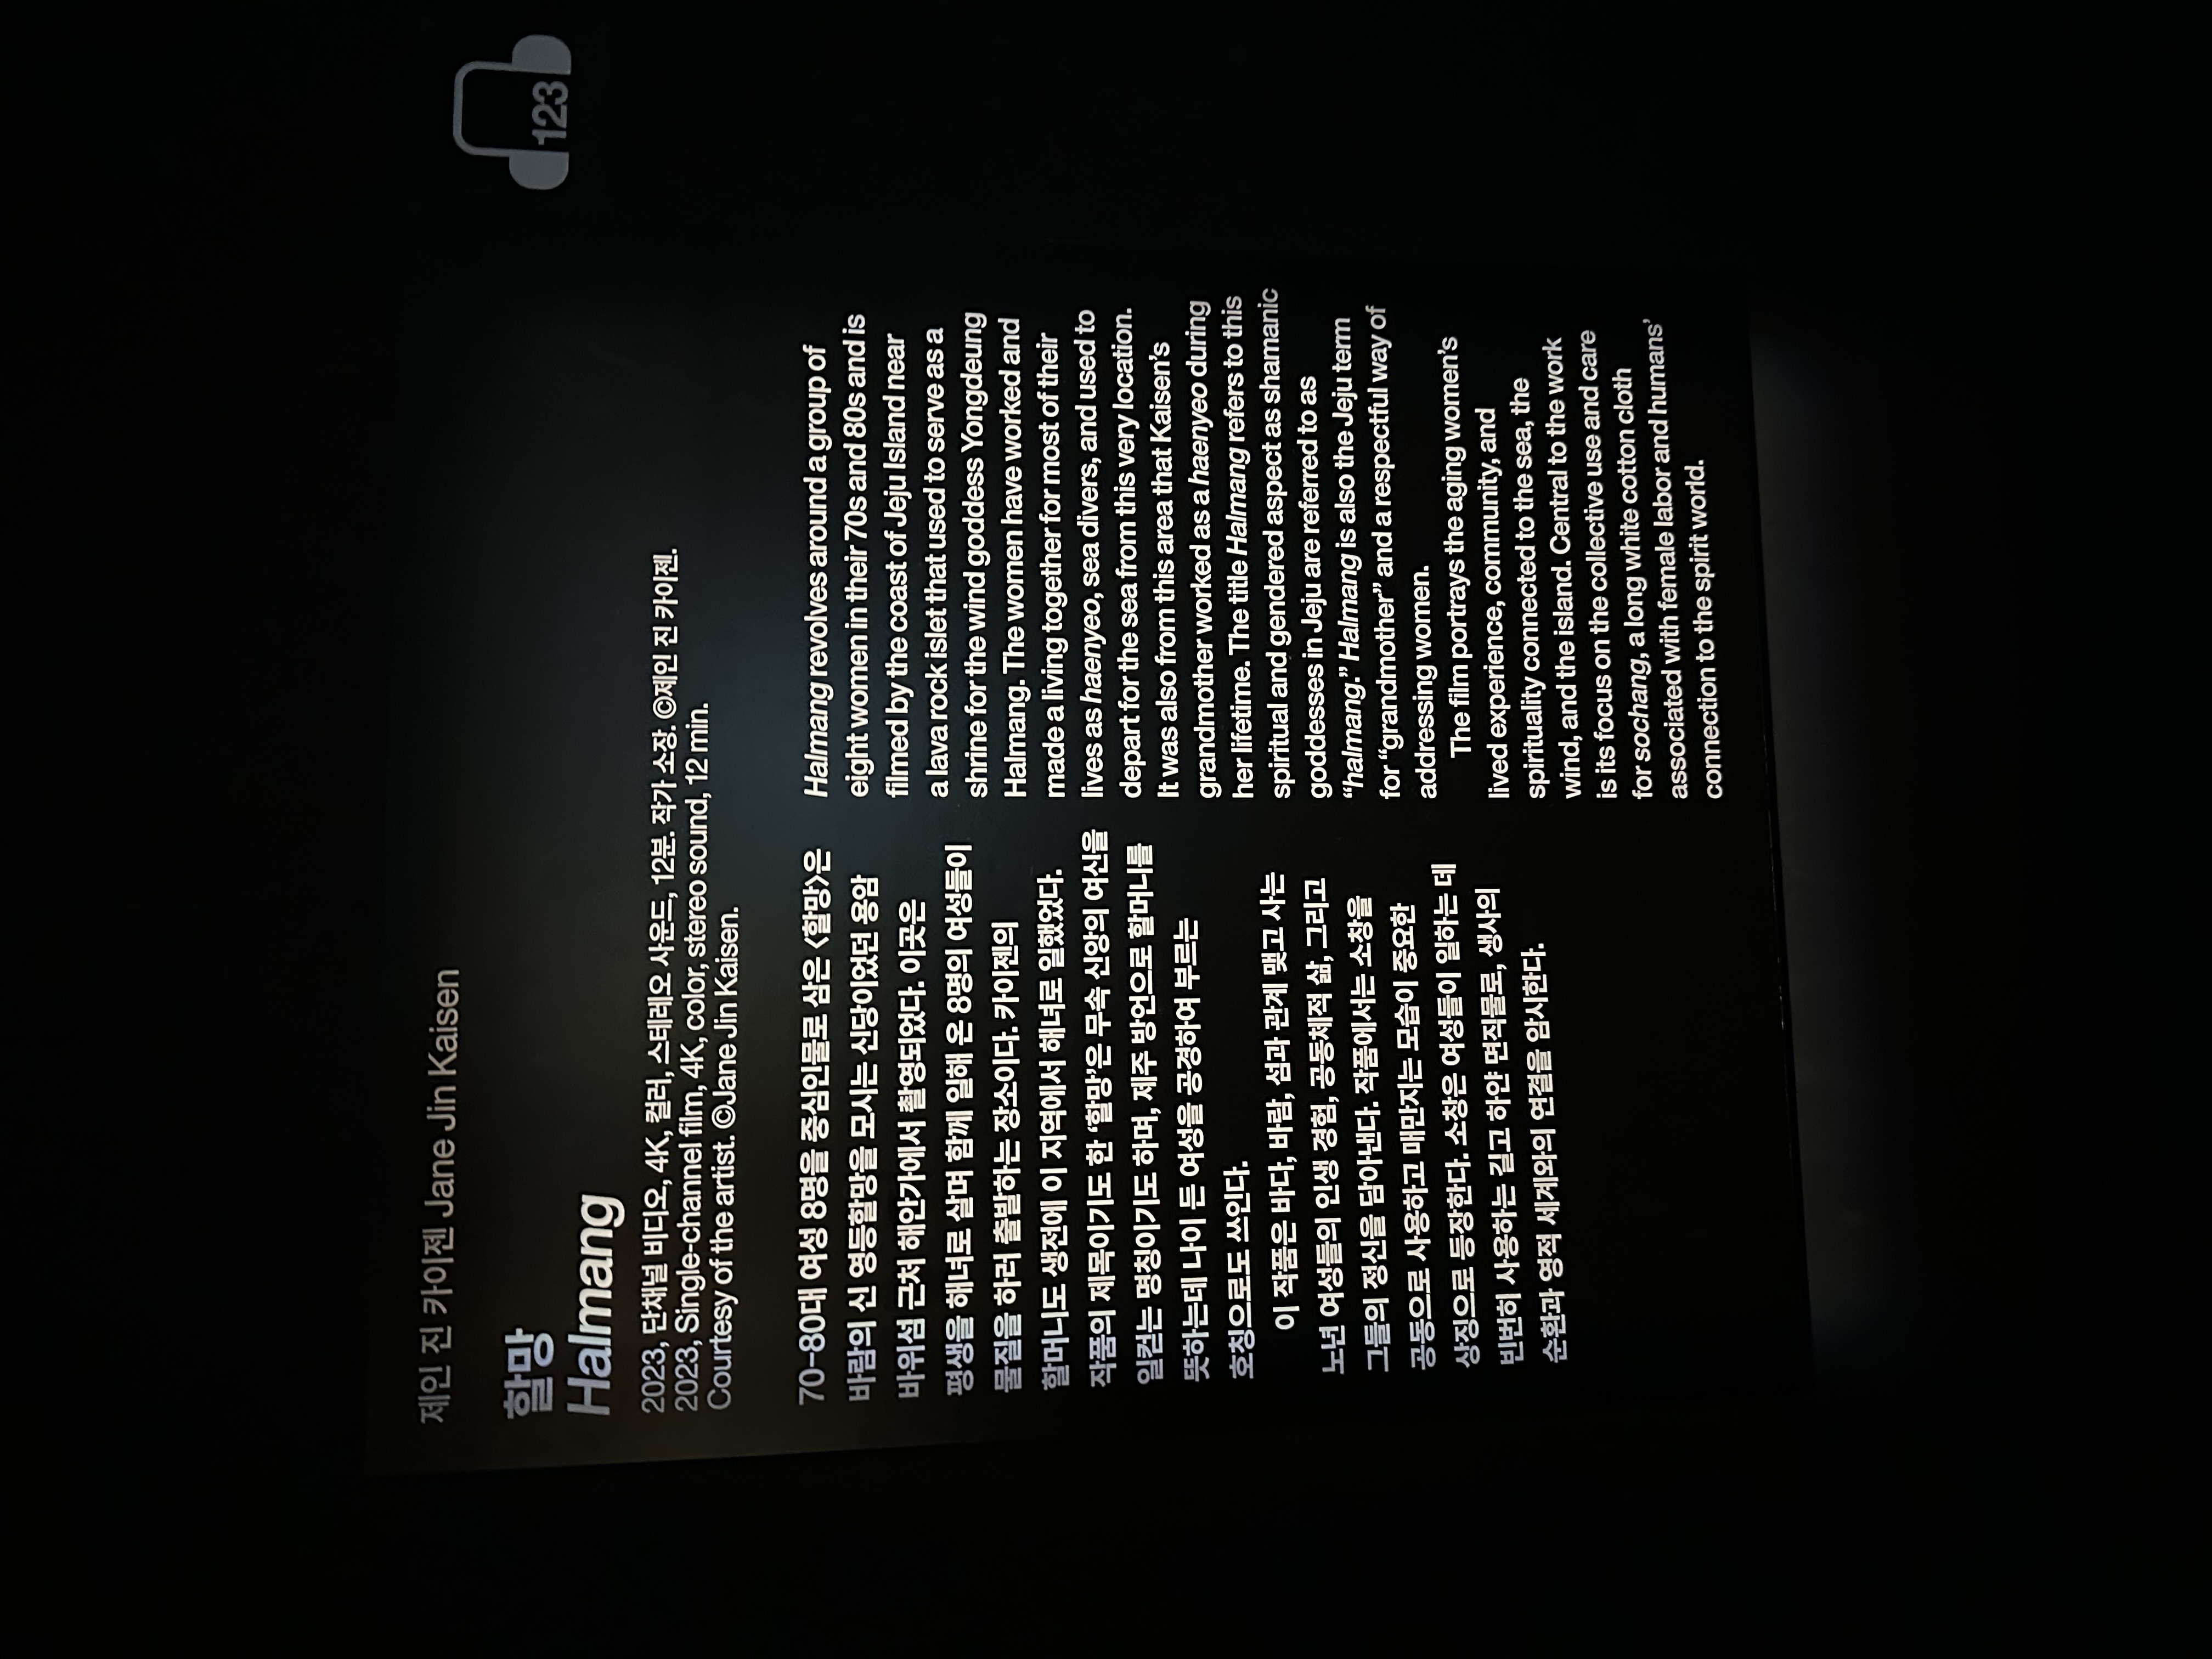 제인 진 카이젠 Jane Jin Kaisen
123
할망
Halmang
2023, 단채널 비디오, 4K, 컬러, 스테레오 사운드, 12분. 작가 소장. ©제인 진 카이젠.
2023, Single-channel film, 4K, color, stereo sound, 12 min.
Courtesy of the artist. ©Jane Jin Kaisen.
70-80대 여성 8명을 중심인물로 삼은 〈할망〉은
바람의 신 영등할망을 모시는 신당이었던 용암
바위섬 근처 해안가에서 촬영되었다. 이곳은
평생을 해녀로 살며 함께 일해 온 8명의 여성들이
물질을 하러 출발하는 장소이다. 카이젠의
할머니도 생전에 이 지역에서 해녀로 일했었다.
작품의 제목이기도 한 ‘할망’은 무속 신앙의 여신을
일컫는 명칭이기도 하며, 제주 방언으로 할머니를
뜻하는데 나이 든 여성을 공경하여 부르는
호칭으로도 쓰인다.
이 작품은 바다, 바람, 섬과 관계 맺고 사는
노년 여성들의 인생 경험, 공동체적 삶, 그리고
그들의 정신을 담아낸다. 작품에서는 소창을
공동으로 사용하고 매만지는 모습이 중요한
상징으로 등장한다. 소창은 여성들이 일하는 데
빈번히 사용하는 길고 하얀 면직물로, 생사의
순환과 영적 세계와의 연결을 암시한다.
Halmang revolves around a group of
eight women in their 70s and 80s and is
filmed by the coast of Jeju Island near
a lava rock islet that used to serve as a
shrine for the wind goddess Yongdeung
Halmang. The women have worked and
made a living together for most of their
lives as haenyeo, sea divers, and used to
depart for the sea from this very location.
It was also from this area that Kaisen’s
grandmother worked as a haenyeo during
her lifetime. The title Halmang refers to this
spiritual and gendered aspect as shamanic
goddesses in Jeju are referred to as
“halmang.” Halmang is also the Jeju term
for “grandmother” and a respectful way of
addressing women.
The film portrays the aging women’s
lived experience, community, and
spirituality connected to the sea, the
wind, and the island. Central to the work
is its focus on the collective use and care
for sochang, a long white cotton cloth
associated with female labor and humans’
connection to the spirit world.